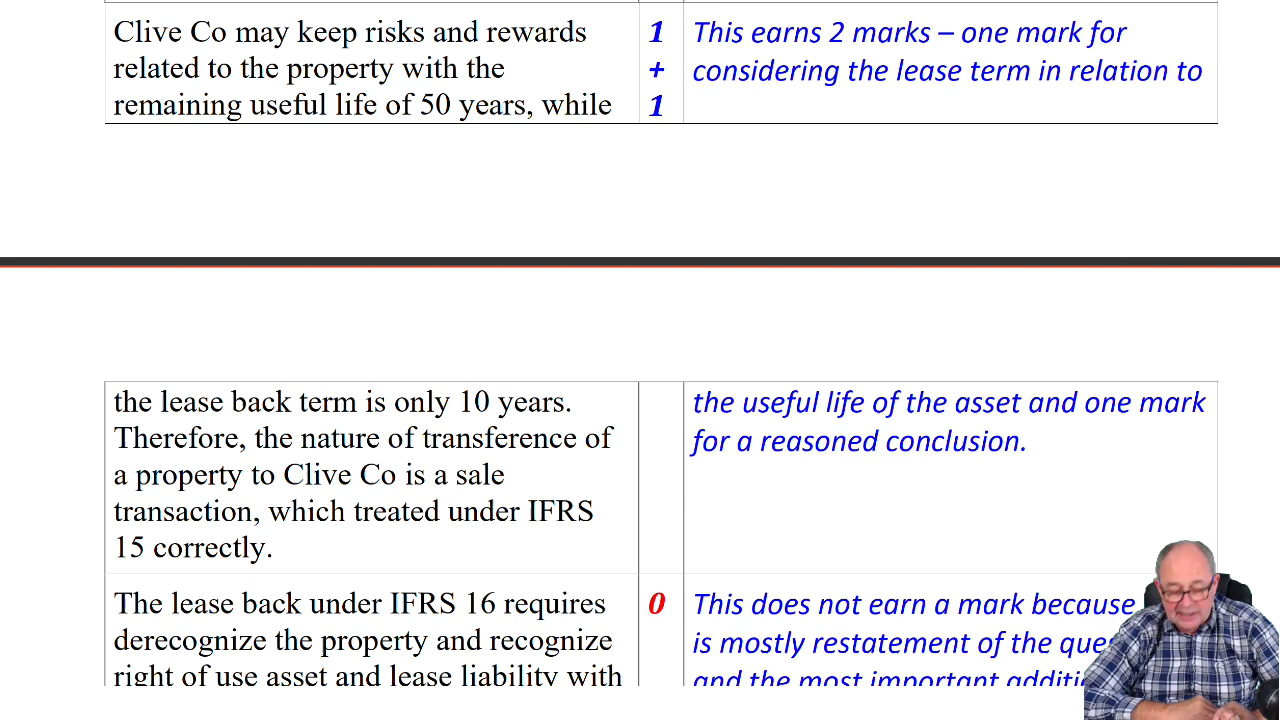 Clive Co may keep risks and rewards
related to the property with the
remaining useful life of 50 years, while
1
+
1
This earns 2 marks – one mark for
considering the lease term in relation to
the lease back term is only 10 years.
Therefore, the nature of transference of
a property to Clive Co is a sale
transaction, which treated under IFRS
15 correctly.
the useful life of the asset and one mark
for a reasoned conclusion.
The lease back under IFRS 16 requires
derecognize the property and recognize
right of use asset and lease liability with
0
This does not earn a mark because
is mostly restatement of the
and the most important